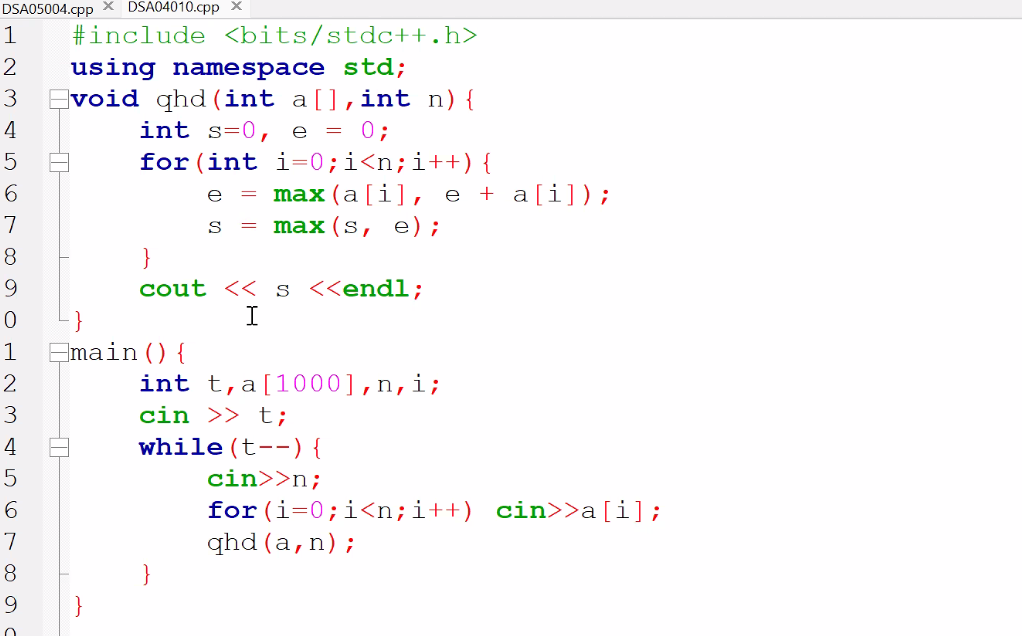 DSA05004.cpp × DSA04010.cpp ×
1 #include <bits/stdc++.h>
2 using namespace std;
3 void qhd(int a[],int n){
4 int s=0, e = 0;
5 for(int i=0;i<n;i++){
6 e = max(a[i], e + a[i]);
7 s = max(s, e);
8 }
9 cout << s <<endl;
0 }
1 main(){
2 int t,a[1000],n,i;
3 cin >> t;
4 while(t--){
5 cin>>n;
6 for(i=0;i<n;i++) cin>>a[i];
7 qhd(a,n);
8 }
9 }
0